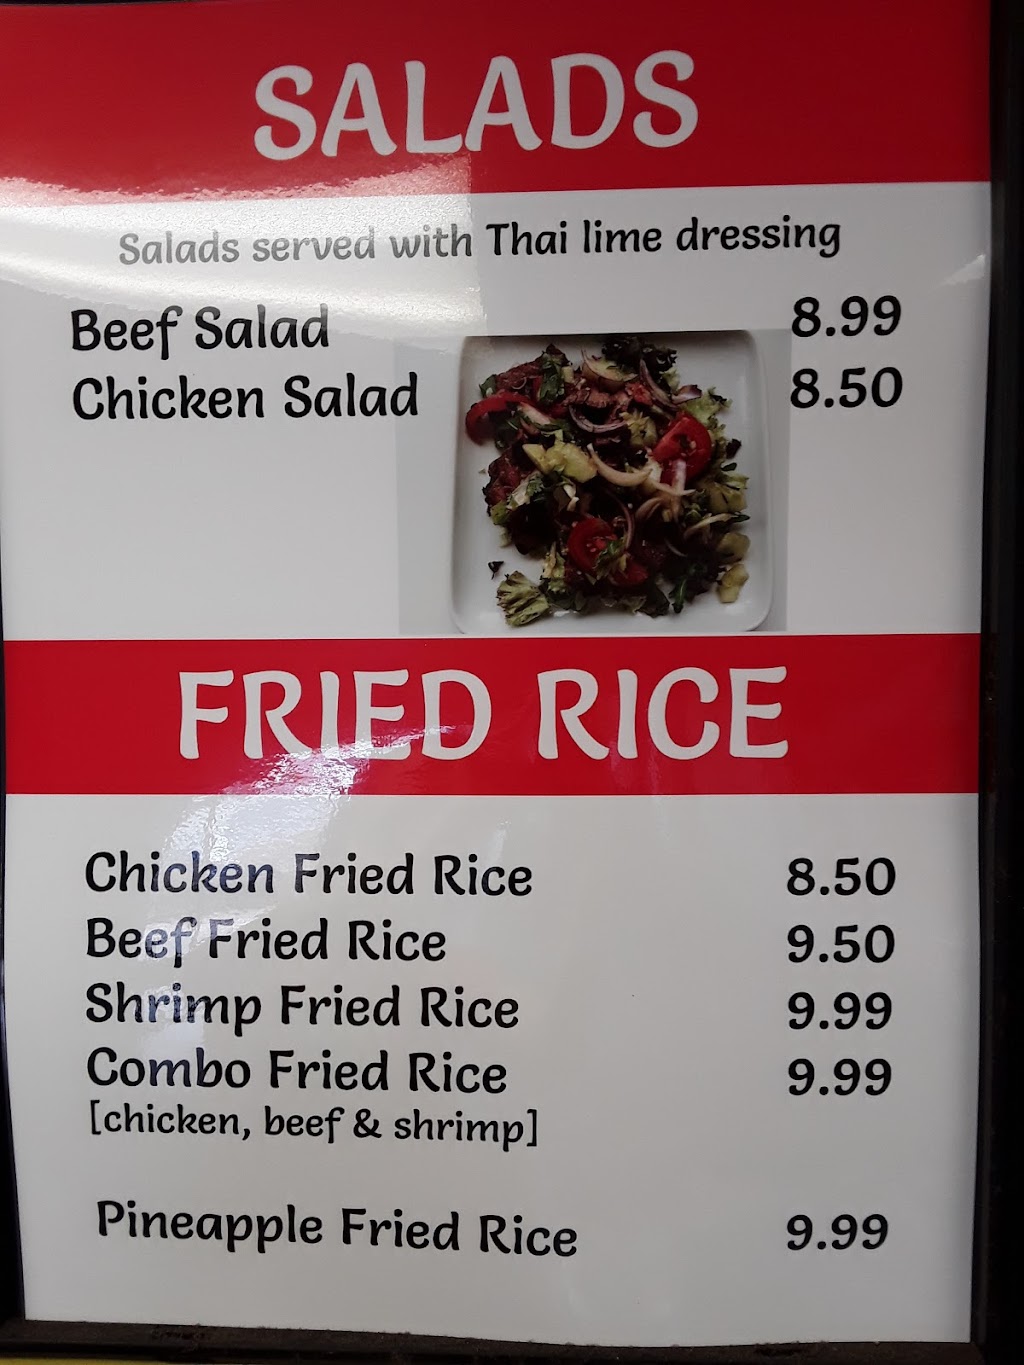 SALADS
Salads served with Thai lime dressing
Beef Salad 8.99
Chicken Salad 8.50
FRIED RICE
Chicken Fried Rice 8.50
Beef Fried Rice 9.50
Shrimp Fried Rice 9.99
Combo Fried Rice 9.99
[chicken, beef & shrimp]
Pineapple Fried Rice 9.99